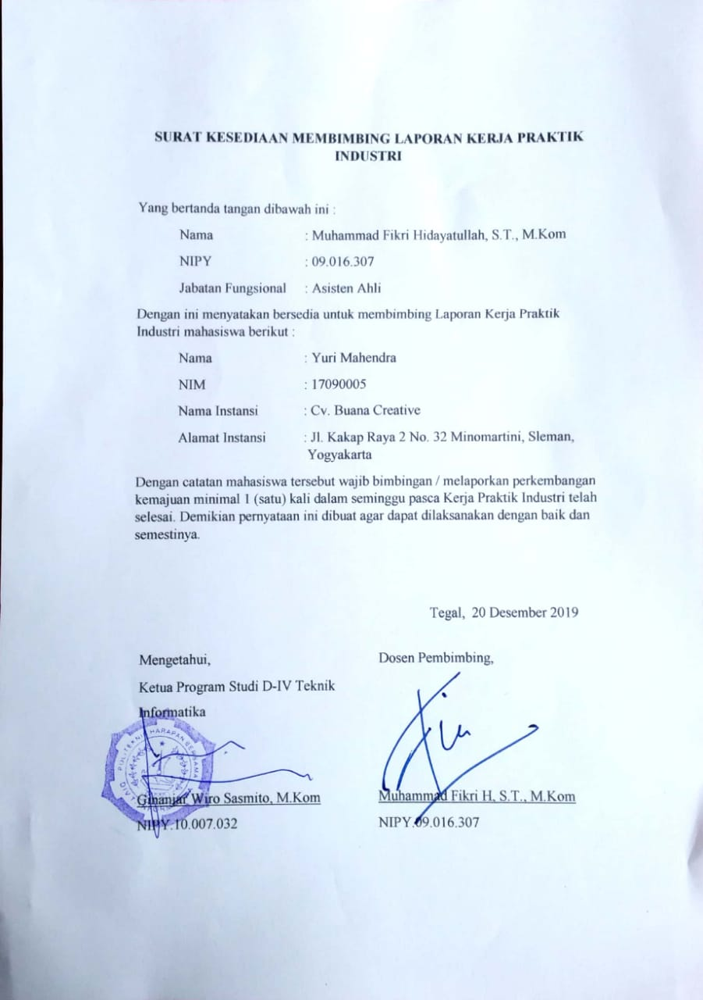 SURAT KESEDIAAN MEMBIMBING LAPORAN KERJA PRAKTIK
INDUSTRI
Yang bertanda tangan dibawah ini :
Nama : Muhammad Fikri Hidayatullah, S.T., M.Kom
NIPY : 09.016.307
Jabatan Fungsional : Asisten Ahli
Dengan ini menyatakan bersedia untuk membimbing Laporan Kerja Praktik
Industri mahasiswa berikut :
Nama : Yuri Mahendra
NIM : 17090005
Nama Instansi : Cv. Buana Creative
Alamat Instansi : Jl. Kakap Raya 2 No. 32 Minomartini, Sleman,
Yogyakarta
Dengan catatan mahasiswa tersebut wajib bimbingan / melaporkan perkembangan
kemajuan minimal 1 (satu) kali dalam seminggu pasca Kerja Praktik Industri telah
selesai. Demikian pernyataan ini dibuat agar dapat dilaksanakan dengan baik dan
semestinya.
Tegal, 20 Desember 2019
Mengetahui,
Ketua Program Studi D-IV Teknik
Informatika
POLITEKNIK HARAPAN BERSAMA
Ginanjar Wiro Sasmito, M.Kom
NIPY.10.007.032
Dosen Pembimbing,
Muhammad Fikri H, S.T., M.Kom
NIPY.09.016.307